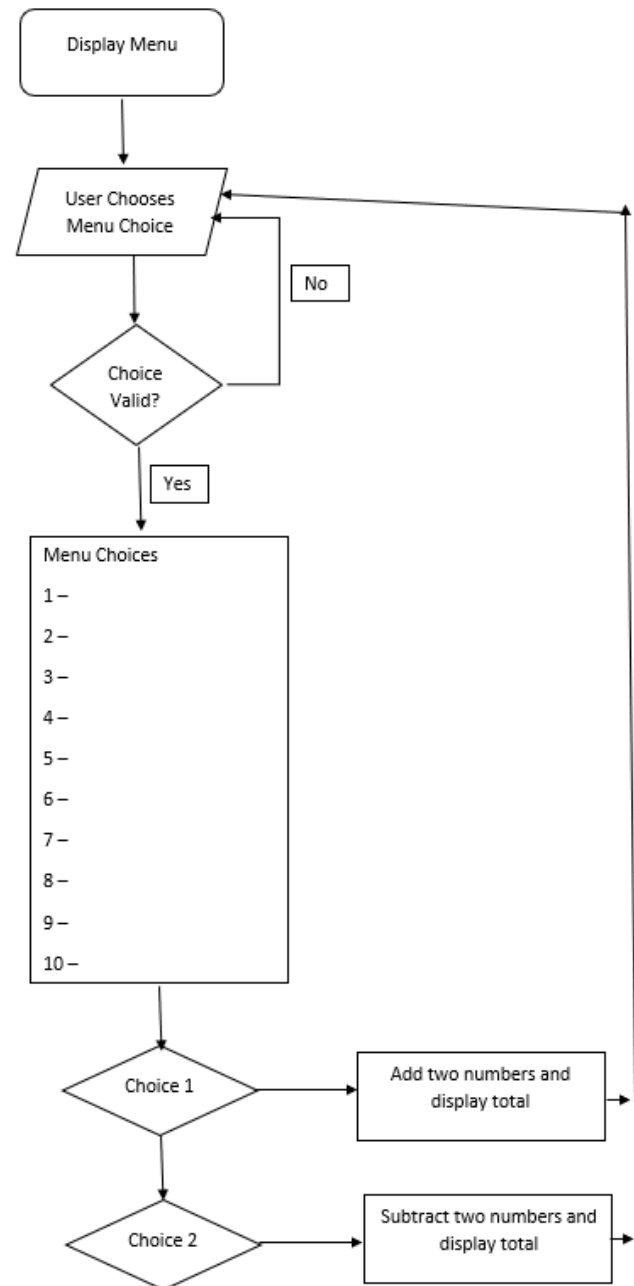 Display Menu
User Chooses
Menu Choice
No
Choice
Valid?
Yes
Menu Choices
1 –
2 –
3 –
4 –
5 –
6 –
7 –
8 –
9 –
10 –
Choice 1
Add two numbers and
display total
Choice 2
Subtract two numbers and
display total